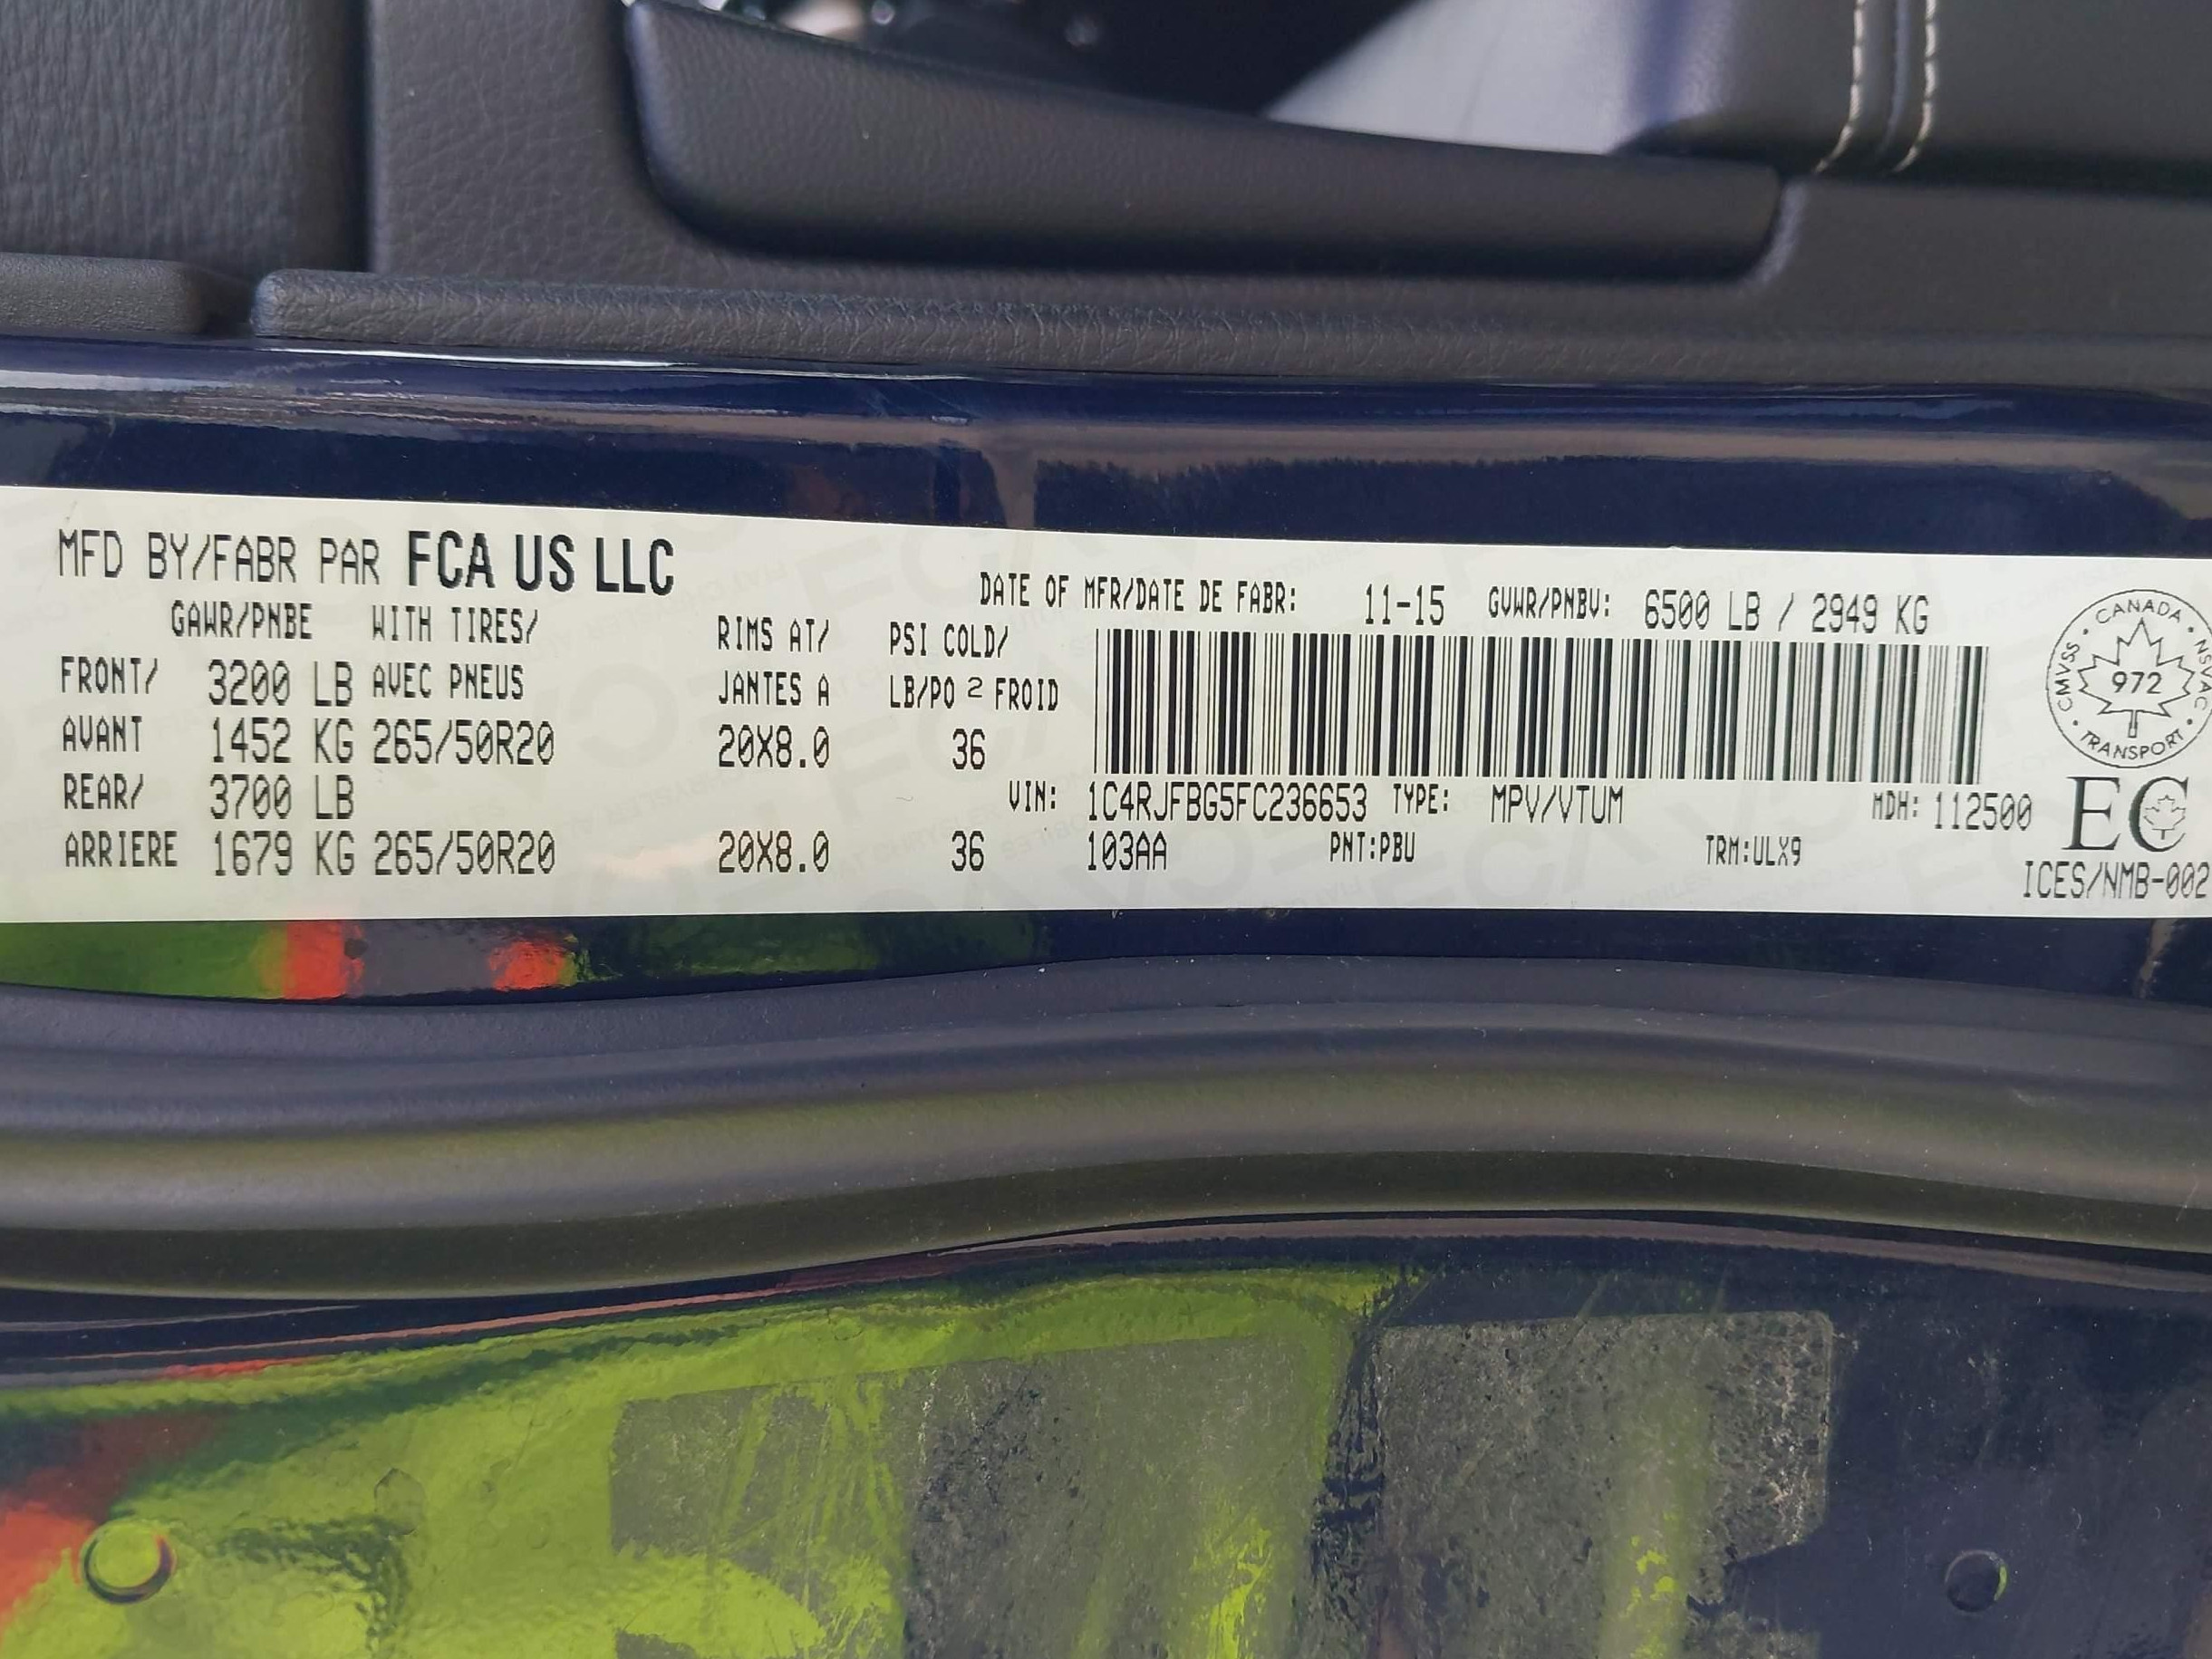 MFD BY/FABR PAR FCA US LLC
DATE OF MFR/DATE DE FABR: 11-15 GVWR/PNBV: 6500 LB / 2949 KG
GAWR/PNBE WITH TIRES/ RIMS AT/ PSI COLD/
FRONT/ 3200 LB AVEC PNEUS JANTES A LB/PO 2 FROID
AVANT 1452 KG 265/50R20 20X8.0 36
REAR/ 3700 LB
ARRIERE 1679 KG 265/50R20 20X8.0 36
VIN: 1C4RJFBG5FC236653 TYPE: MPV/VTUM MDH: 112500
103AA PNT:PBU TRM:ULX9
CANADA · NSVAC · TRANSPORT · CMVSS ·
972
EC
ICES/NMB-002